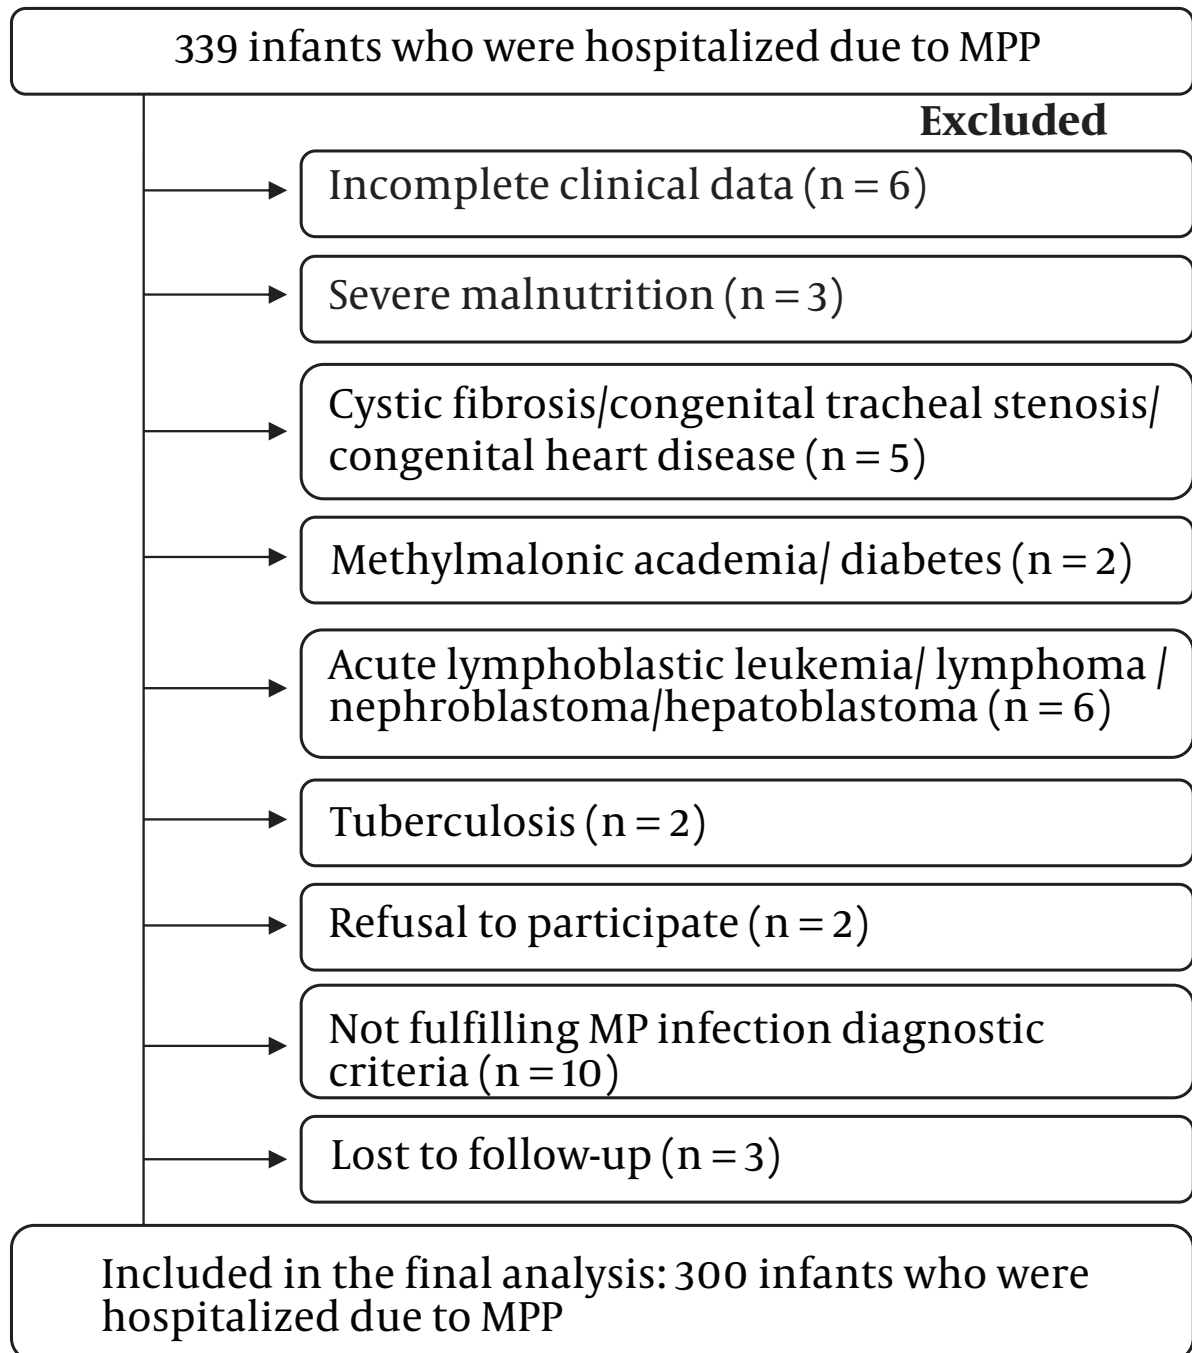 339 infants who were hospitalized due to MPP
Excluded
Incomplete clinical data (n = 6)
Severe malnutrition (n = 3)
Cystic fibrosis/congenital tracheal stenosis/
congenital heart disease (n = 5)
Methylmalonic academia/ diabetes (n = 2)
Acute lymphoblastic leukemia/ lymphoma /
nephroblastoma/hepatoblastoma (n = 6)
Tuberculosis (n = 2)
Refusal to participate (n = 2)
Not fulfilling MP infection diagnostic
criteria (n = 10)
Lost to follow-up (n = 3)
Included in the final analysis: 300 infants who were
hospitalized due to MPP